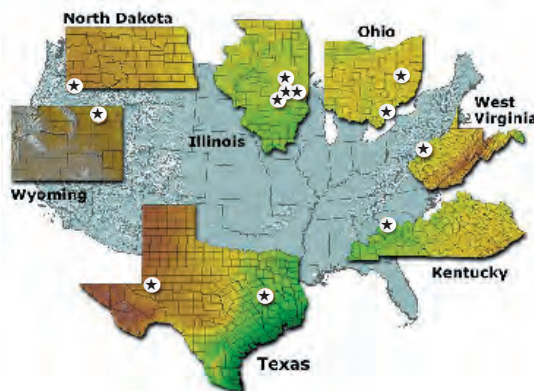 North Dakota
Ohio
West
Virginia
Illinois
Wyoming
Kentucky
Texas